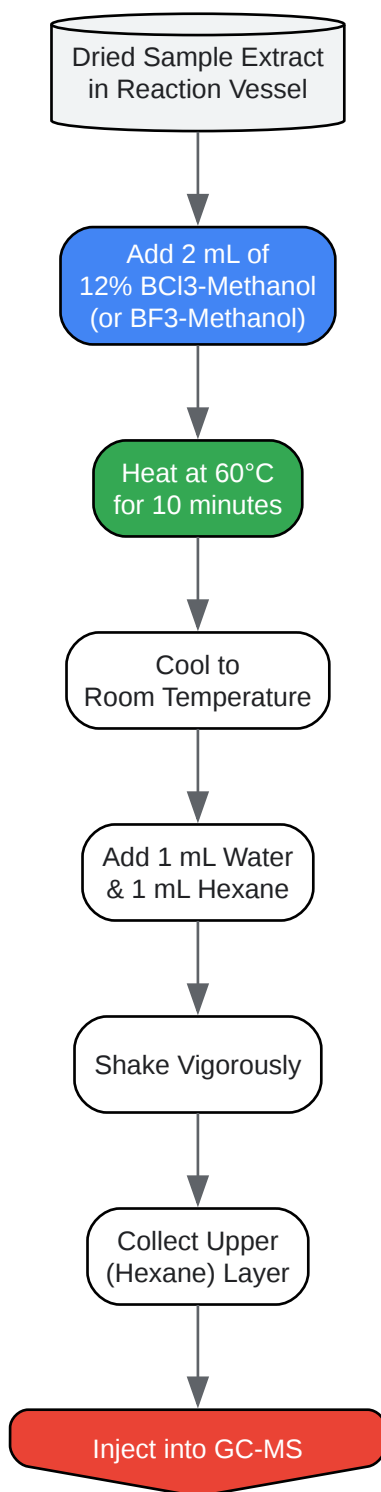 Dried Sample Extract
in Reaction Vessel
Add 2 mL of
12% BCl3-Methanol
(or BF3-Methanol)
Heat at 60°C
for 10 minutes
Cool to
Room Temperature
Add 1 mL Water
& 1 mL Hexane
Shake Vigorously
Collect Upper
(Hexane) Layer
Inject into GC-MS